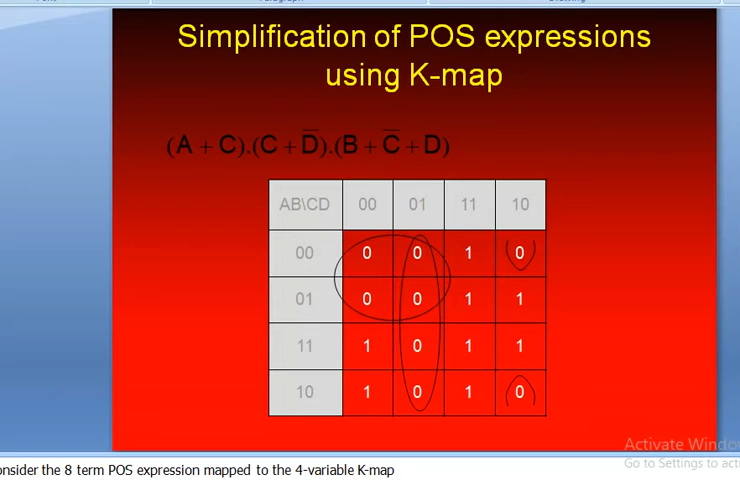 Simplification of POS expressions
using K-map
(A + C).(C + D̅).(B + C̅ + D)
AB\CD 00 01 11 10
00 0 0 1 0
01 0 0 1 1
11 1 0 1 1
10 1 0 1 0
Activate Window
Go to Settings to acti
onsider the 8 term POS expression mapped to the 4-variable K-map